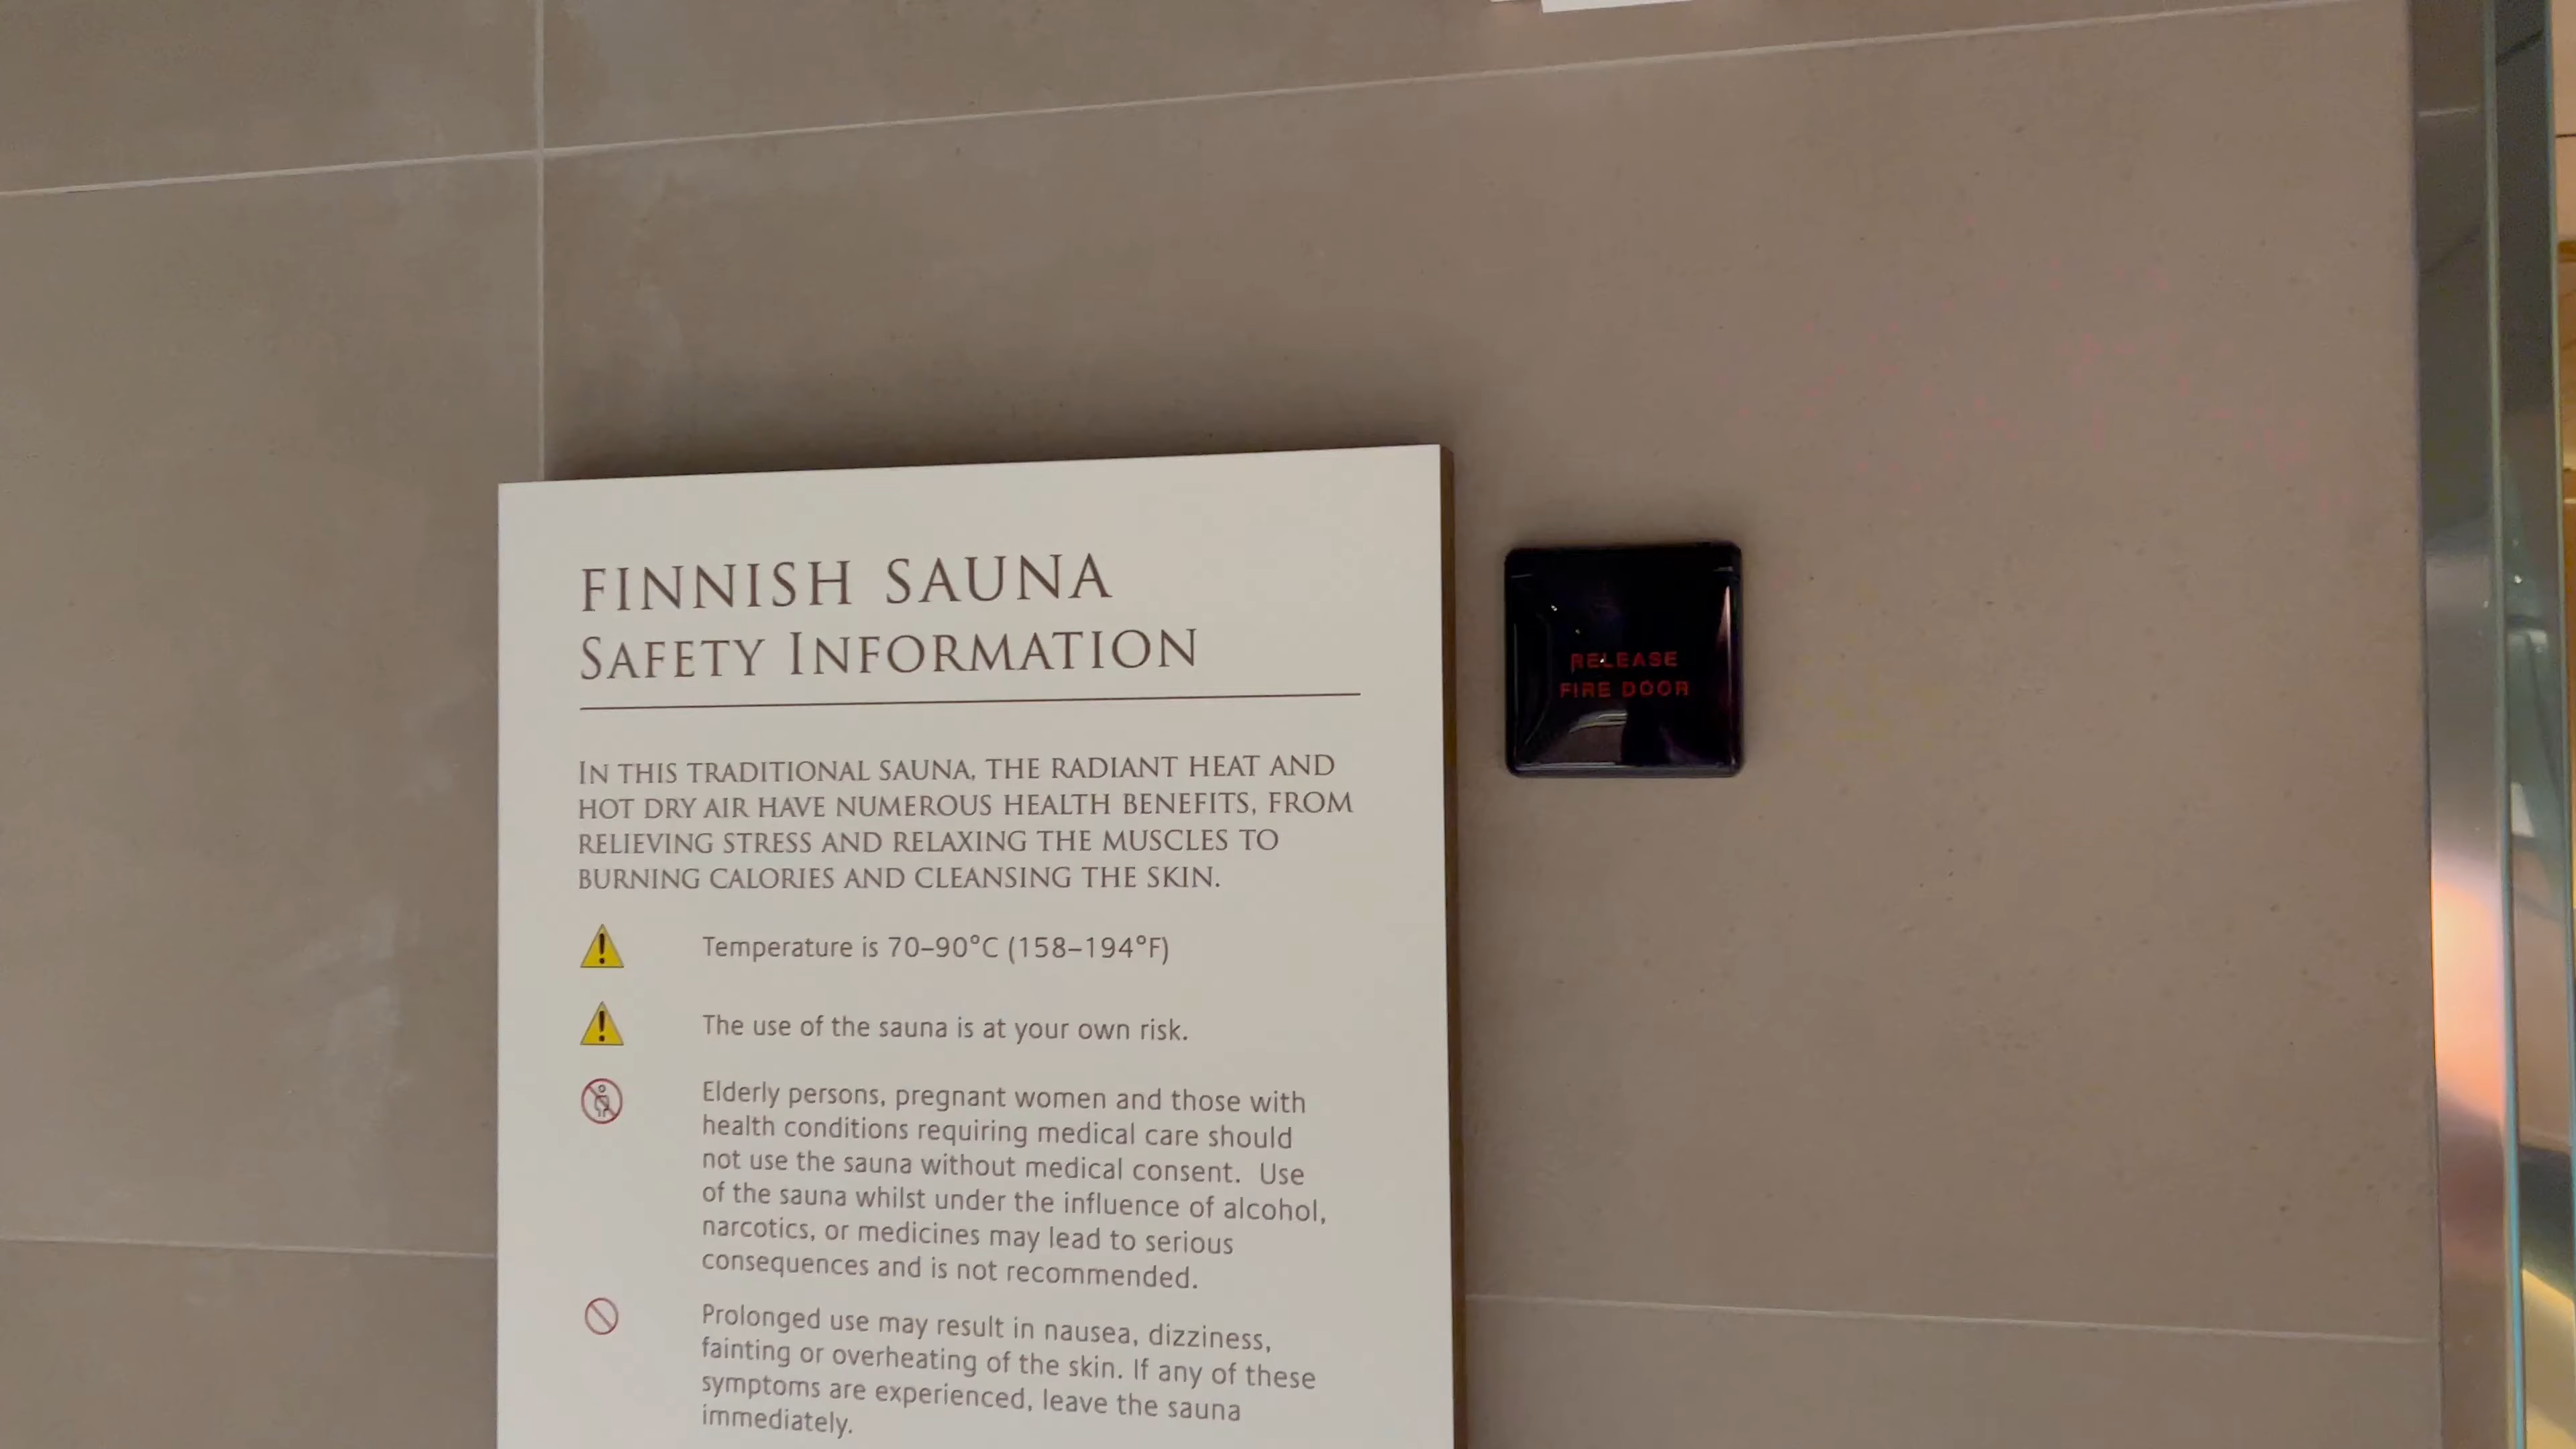 FINNISH SAUNA
SAFETY INFORMATION
IN THIS TRADITIONAL SAUNA, THE RADIANT HEAT AND
HOT DRY AIR HAVE NUMEROUS HEALTH BENEFITS, FROM
RELIEVING STRESS AND RELAXING THE MUSCLES TO
BURNING CALORIES AND CLEANSING THE SKIN.
Temperature is 70–90°C (158–194°F)
The use of the sauna is at your own risk.
Elderly persons, pregnant women and those with
health conditions requiring medical care should
not use the sauna without medical consent.  Use
of the sauna whilst under the influence of alcohol,
narcotics, or medicines may lead to serious
consequences and is not recommended.
Prolonged use may result in nausea, dizziness,
fainting or overheating of the skin. If any of these
symptoms are experienced, leave the sauna
immediately.
RELEASE
FIRE DOOR